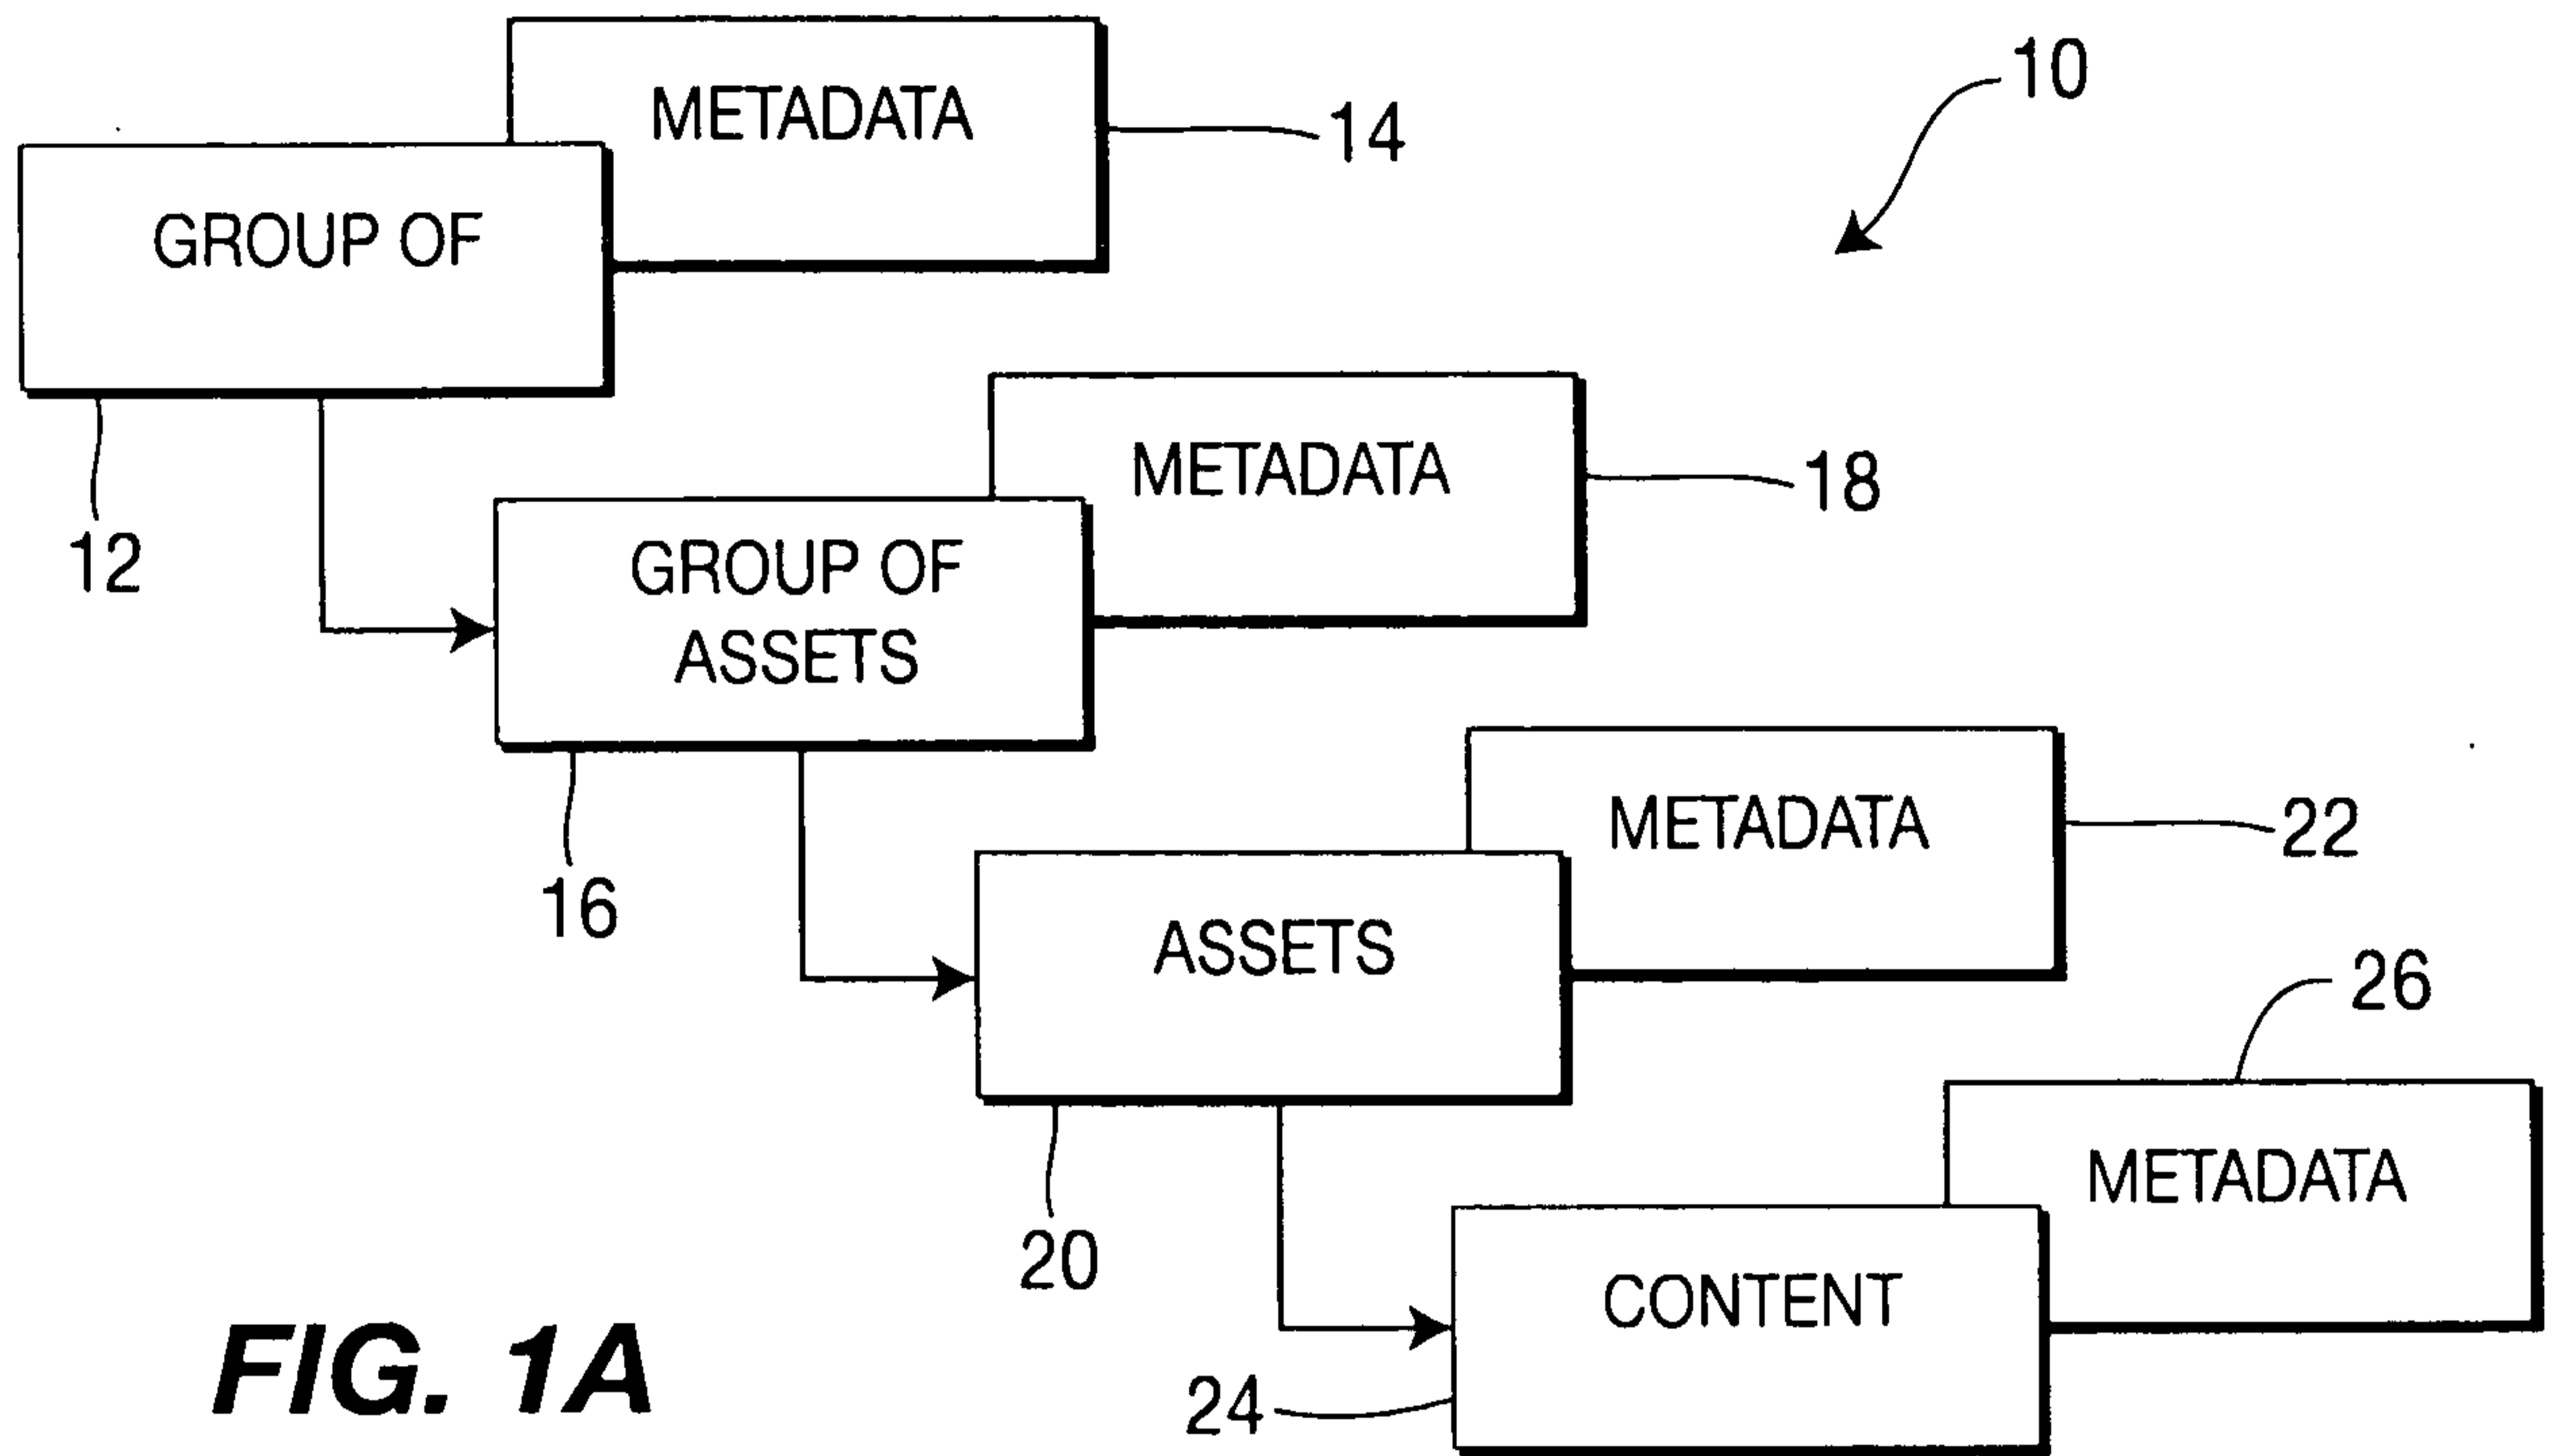 10
METADATA
14
GROUP OF
12
METADATA
18
GROUP OF
ASSETS
16
METADATA
22
ASSETS
20
26
METADATA
CONTENT
24
FIG. 1A